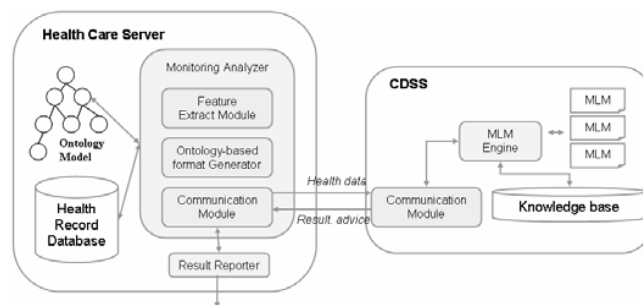 Health Care Server
Monitoring Analyzer
Feature
Extract Module
Ontology
Model
Ontology-based
format Generator
Health
Record
Database
Communication
Module
Result Reporter
Health data
Result. advice
CDSS
MLM
Engine
MLM
MLM
MLM
Communication
Module
Knowledge base